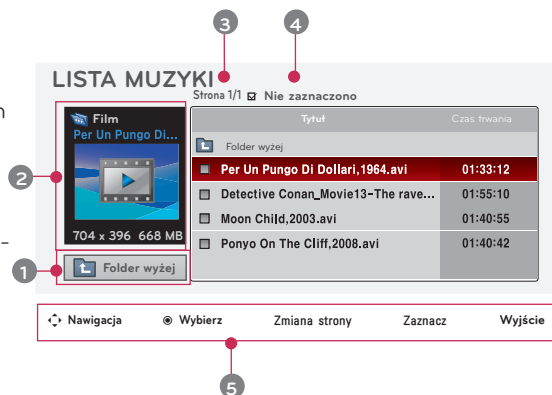 3
4
LISTA MUZYKI
Strona 1/1 Nie zaznaczono
Film
Per Un Pungo Di...
704 x 396 668 MB
Folder wyżej
Tytuł Czas trwania
Folder wyżej
Per Un Pungo Di Dollari,1964.avi 01:33:12
Detective Conan_Movie13-The rave... 01:55:10
Moon Child,2003.avi 01:40:55
Ponyo On The Cliff,2008.avi 01:40:42
2
1
Nawigacja Wybierz Zmiana strony Zaznacz Wyjście
5